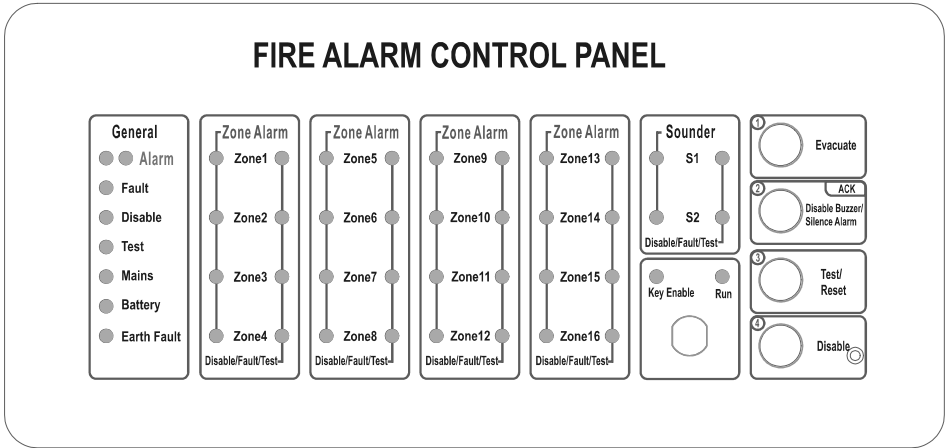 FIRE ALARM CONTROL PANEL
General
Alarm
Fault
Disable
Test
Mains
Battery
Earth Fault
Zone Alarm
Zone1
Zone2
Zone3
Zone4
Disable/Fault/Test
Zone Alarm
Zone5
Zone6
Zone7
Zone8
Disable/Fault/Test
Zone Alarm
Zone9
Zone10
Zone11
Zone12
Disable/Fault/Test
Zone Alarm
Zone13
Zone14
Zone15
Zone16
Disable/Fault/Test
Sounder
S1
S2
Disable/Fault/Test
Key Enable
Run
1
Evacuate
2
ACK
Disable Buzzer/
Silence Alarm
3
Test/
Reset
4
Disable